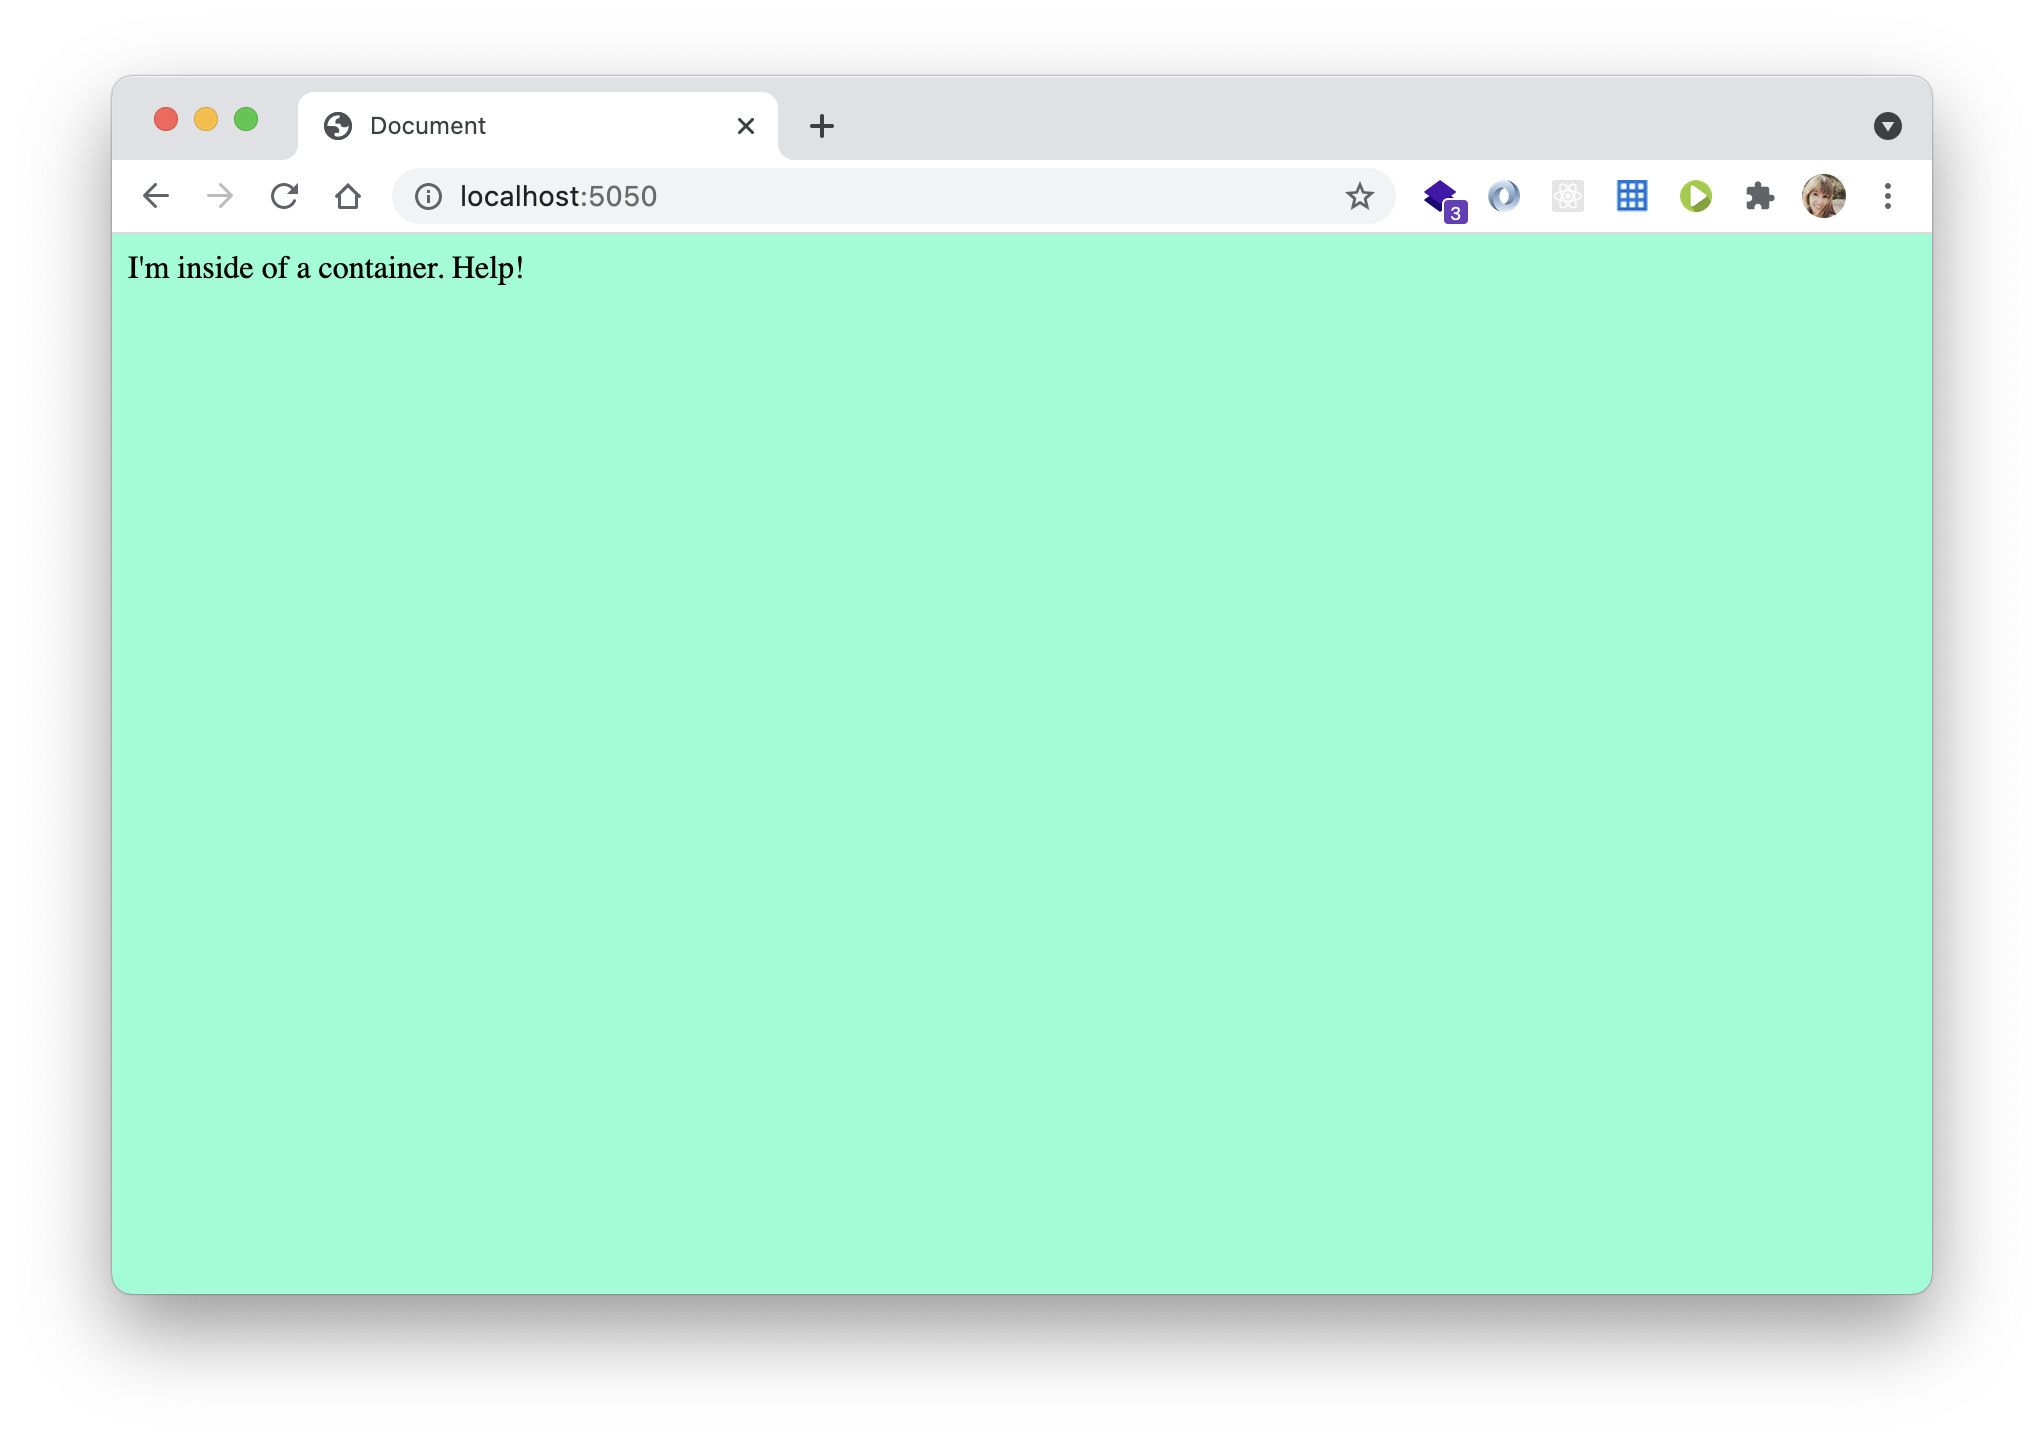 Document
localhost:5050
3
I'm inside of a container. Help!